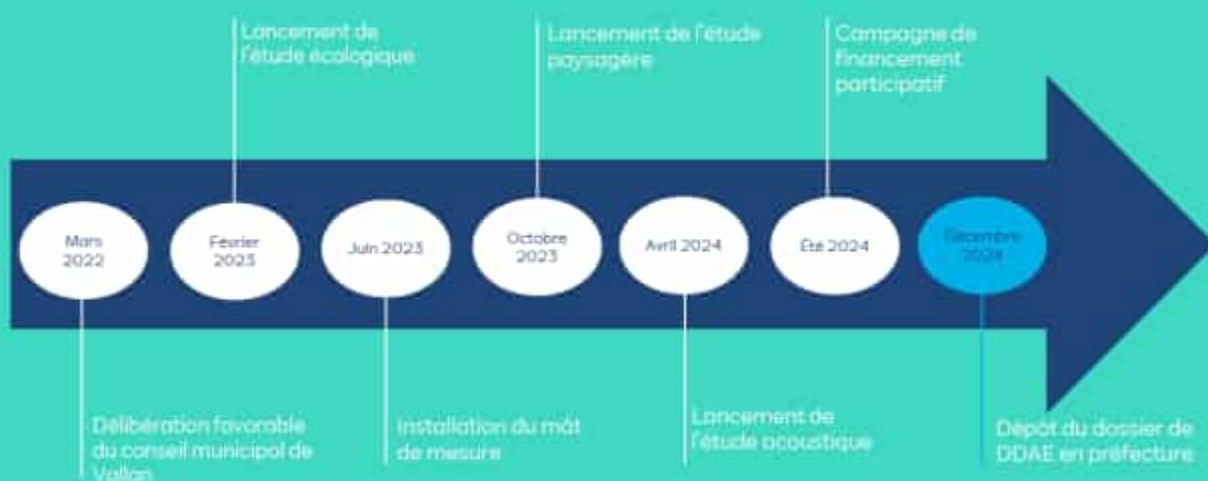 Lancement de
l'étude écologique
Lancement de l'étude
paysagère
Campagne de
financement
participatif
Mars
2022
Février
2023
Juin 2023
Octobre
2023
Avril 2024
Été 2024
Décembre
2024
Délibération favorable
du conseil municipal de
Vallan
Installation du mât
de mesure
Lancement de
l'étude acoustique
Dépôt du dossier de
DDAE en préfecture